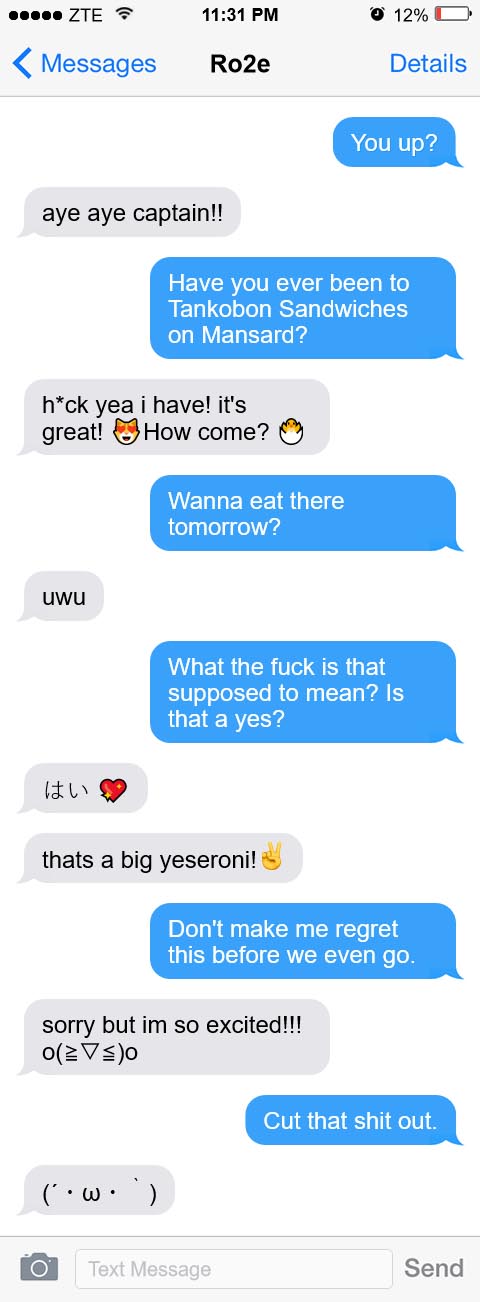 ZTE 11:31 PM 12%
Messages Ro2e Details
You up?
aye aye captain!!
Have you ever been to
Tankobon Sandwiches
on Mansard?
h*ck yea i have! it's
great! 😻How come? 🐣
Wanna eat there
tomorrow?
uwu
What the fuck is that
supposed to mean? Is
that a yes?
はい 💖
thats a big yeseroni!✌
Don't make me regret
this before we even go.
sorry but im so excited!!!
o(≧▽≦)o
Cut that shit out.
(´・ω・｀)
Text Message Send